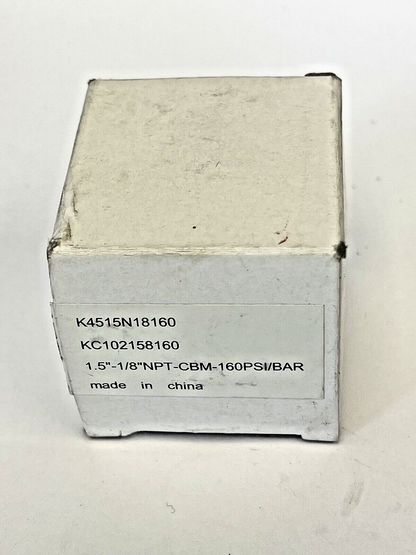 K4515N18160
KC102158160
1.5"-1/8"NPT-CBM-160PSI/BAR
made in china